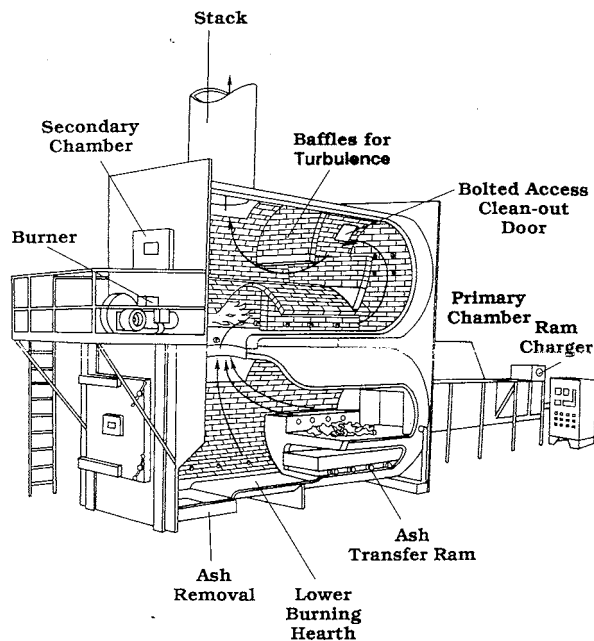 Stack
Secondary
Chamber
Baffles for
Turbulence
Bolted Access
Clean-out
Door
Burner
Primary
Chamber
Ram
Charger
Ash
Transfer Ram
Ash
Removal
Lower
Burning
Hearth